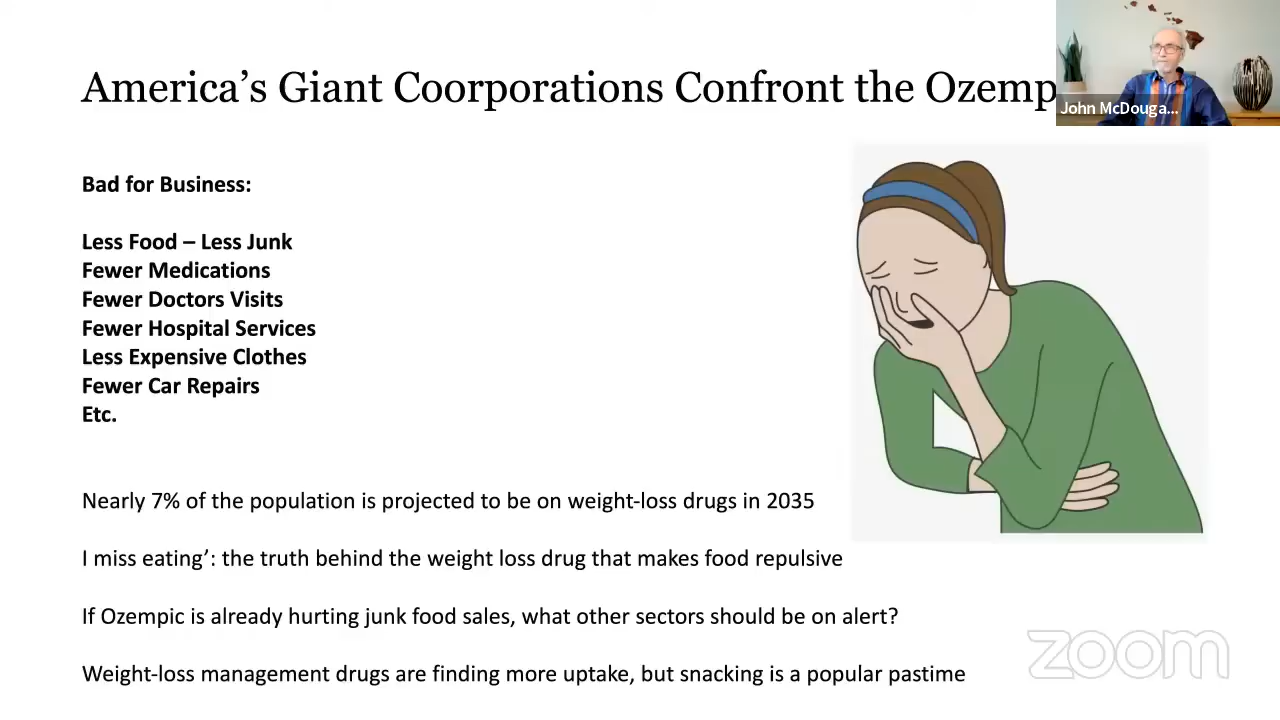 America’s Giant Coorporations Confront the Ozemp
John McDouga...
Bad for Business:
Less Food – Less Junk
Fewer Medications
Fewer Doctors Visits
Fewer Hospital Services
Less Expensive Clothes
Fewer Car Repairs
Etc.
Nearly 7% of the population is projected to be on weight-loss drugs in 2035
I miss eating’: the truth behind the weight loss drug that makes food repulsive
If Ozempic is already hurting junk food sales, what other sectors should be on alert?
Weight-loss management drugs are finding more uptake, but snacking is a popular pastime
zoom